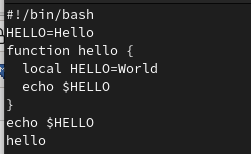 #!/bin/bash
HELLO=Hello
function hello {
  local HELLO=World
  echo $HELLO
}
echo $HELLO
hello